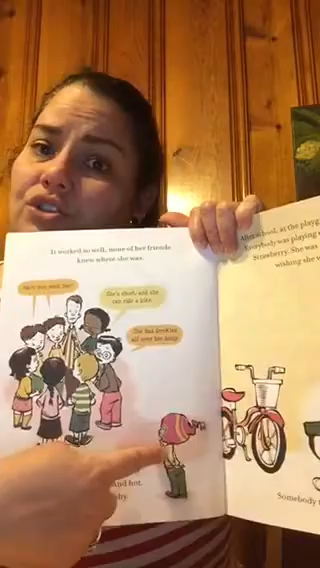 It worked so well, none of her friends
knew where she was.
Have you seen her?
She's short, and she
can ride a bike.
She has freckles
all over her body.
And hot.
After school, at the playg
Everybody was playing
Strawberry. She was
wishing she w
Somebody